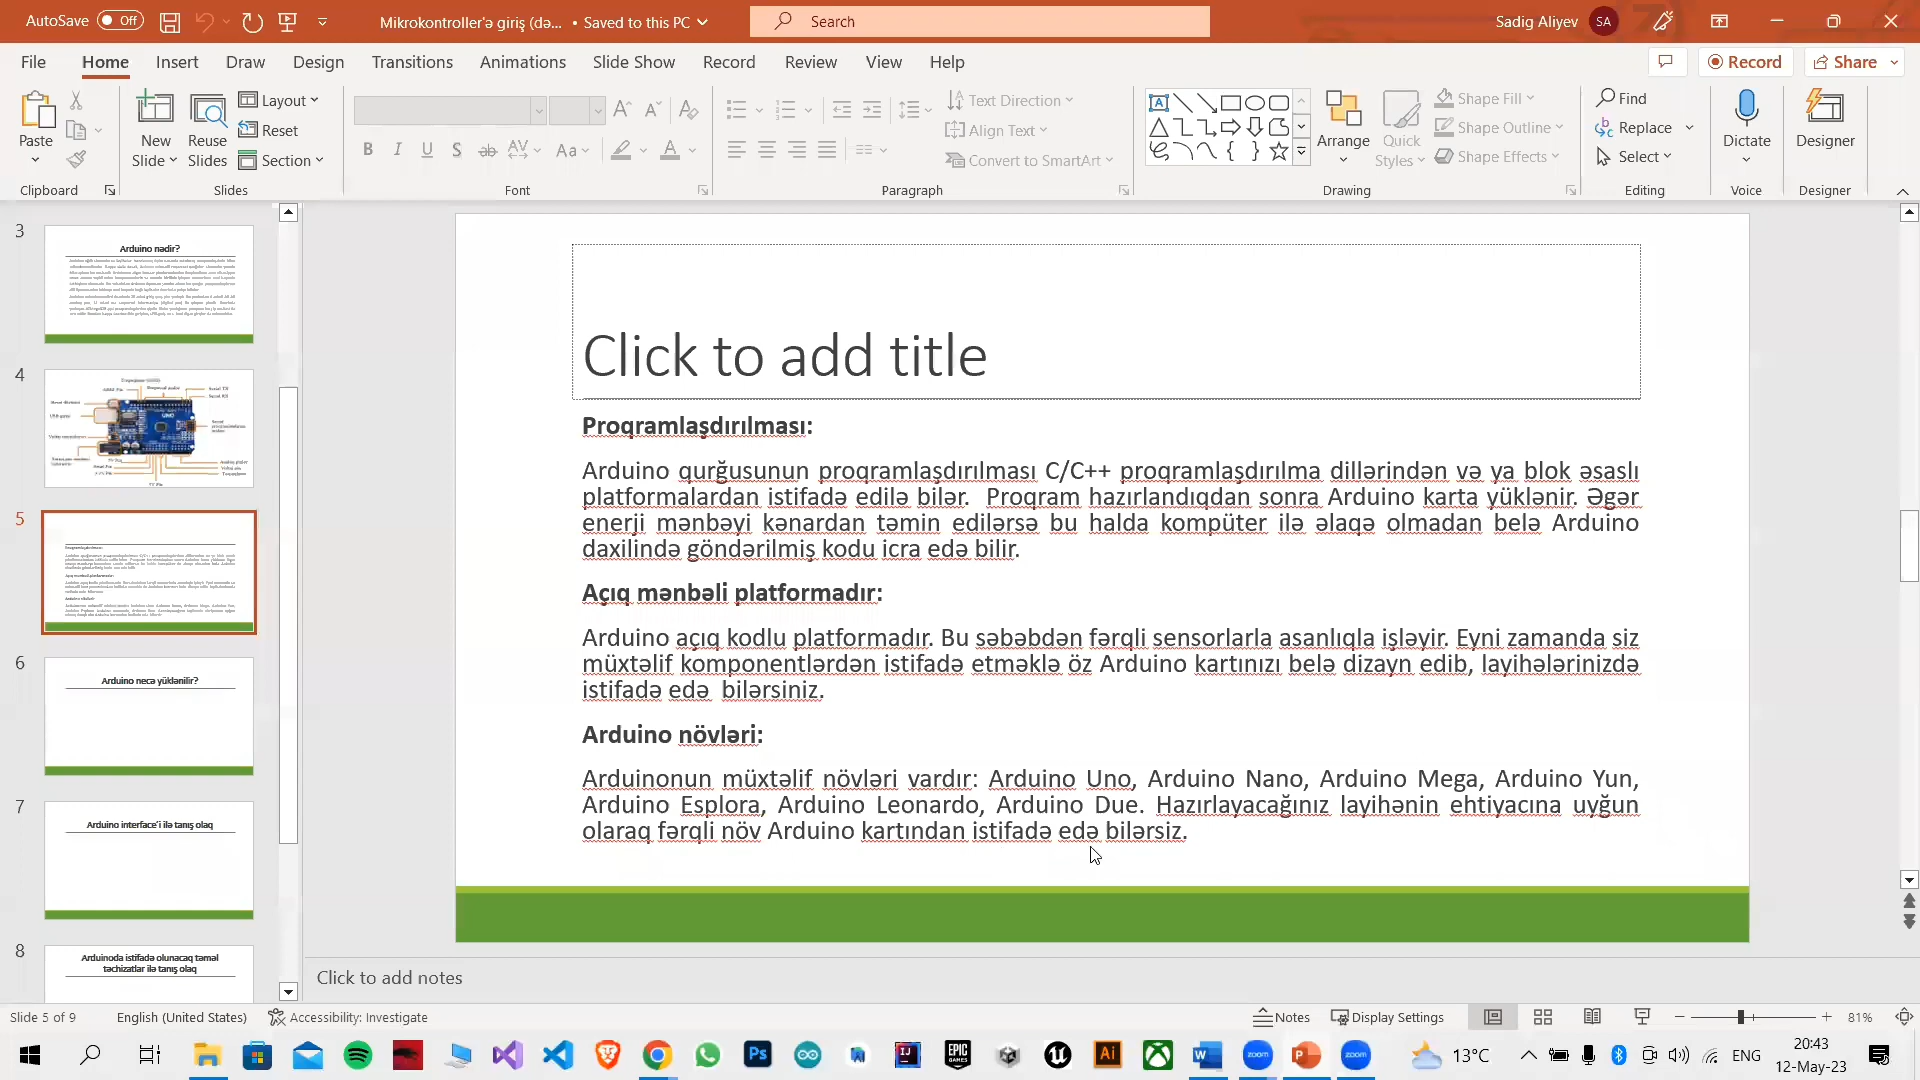 AutoSave Off Mikrokontroller'ə giriş (də... • Saved to this PC Search Sadig Aliyev SA
File Home Insert Draw Design Transitions Animations Slide Show Record Review View Help Record Share
Paste New Slide Reuse Slides Layout Reset Section
Text Direction
Align Text
Convert to SmartArt
Arrange Quick Styles Shape Fill Shape Outline Shape Effects
Find
Replace
Select
Dictate Designer
Clipboard Slides Font Paragraph Drawing Editing Voice Designer
3
Arduino nədir?
4
5
6
Arduino necə yüklənilir?
7
Arduino interface'i ilə tanış olaq
8
Arduinoda istifadə olunacaq təməl
təchizatlar ilə tanış olaq
Click to add title
Proqramlaşdırılması:
Arduino qurğusunun proqramlaşdırılması C/C++ proqramlaşdırılma dillərindən və ya blok əsaslı
platformalardan istifadə edilə bilər. Proqram hazırlandıqdan sonra Arduino karta yüklənir. Əgər
enerji mənbəyi kənardan təmin edilərsə bu halda kompüter ilə əlaqə olmadan belə Arduino
daxilində göndərilmiş kodu icra edə bilir.
Açıq mənbəli platformadır:
Arduino açıq kodlu platformadır. Bu səbəbdən fərqli sensorlarla asanlıqla işləyir. Eyni zamanda siz
müxtəlif komponentlərdən istifadə etməklə öz Arduino kartınızı belə dizayn edib, layihələrinizdə
istifadə edə bilərsiniz.
Arduino növləri:
Arduinonun müxtəlif növləri vardır: Arduino Uno, Arduino Nano, Arduino Mega, Arduino Yun,
Arduino Esplora, Arduino Leonardo, Arduino Due. Hazırlayacağınız layihənin ehtiyacına uyğun
olaraq fərqli növ Arduino kartından istifadə edə bilərsiz.
Click to add notes
Slide 5 of 9 English (United States) Accessibility: Investigate Notes Display Settings 81%
13°C ENG 20:43
12-May-23